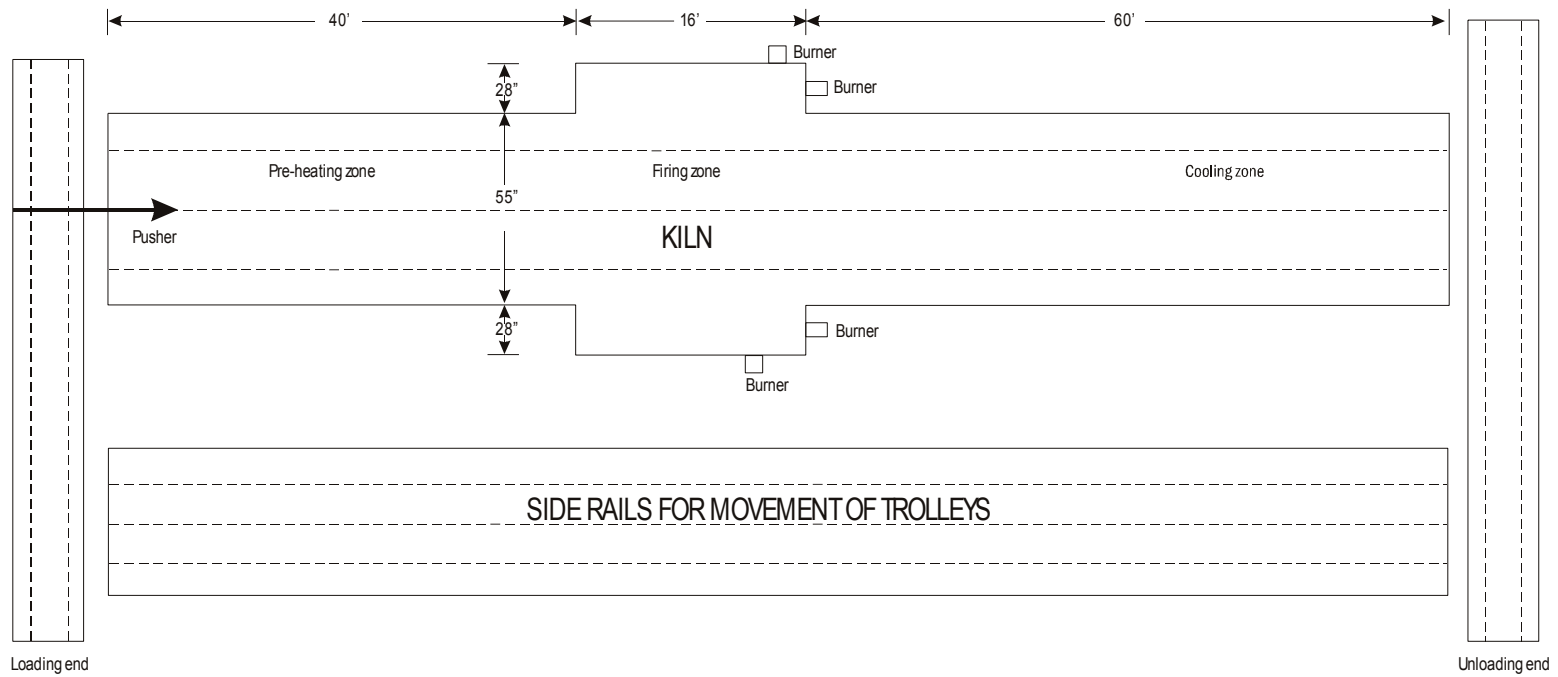 40’
16’
60’
Burner
28”
Burner
Pre-heating zone
Firing zone
Cooling zone
55”
Pusher
KILN
28”
Burner
Burner
SIDE RAILS FOR MOVEMENT OF TROLLEYS
Loading end
Unloading end